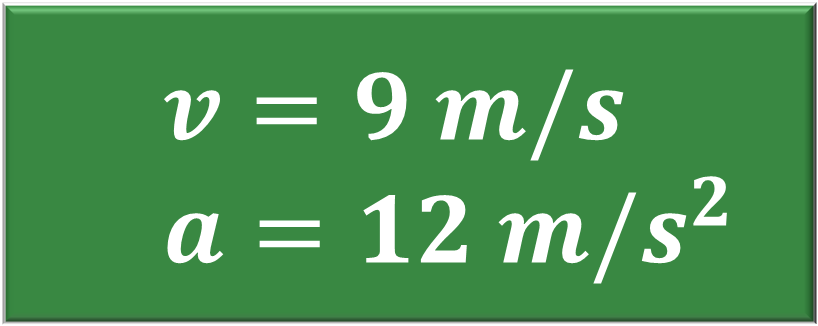 v = 9 m/s
a = 12 m/s²